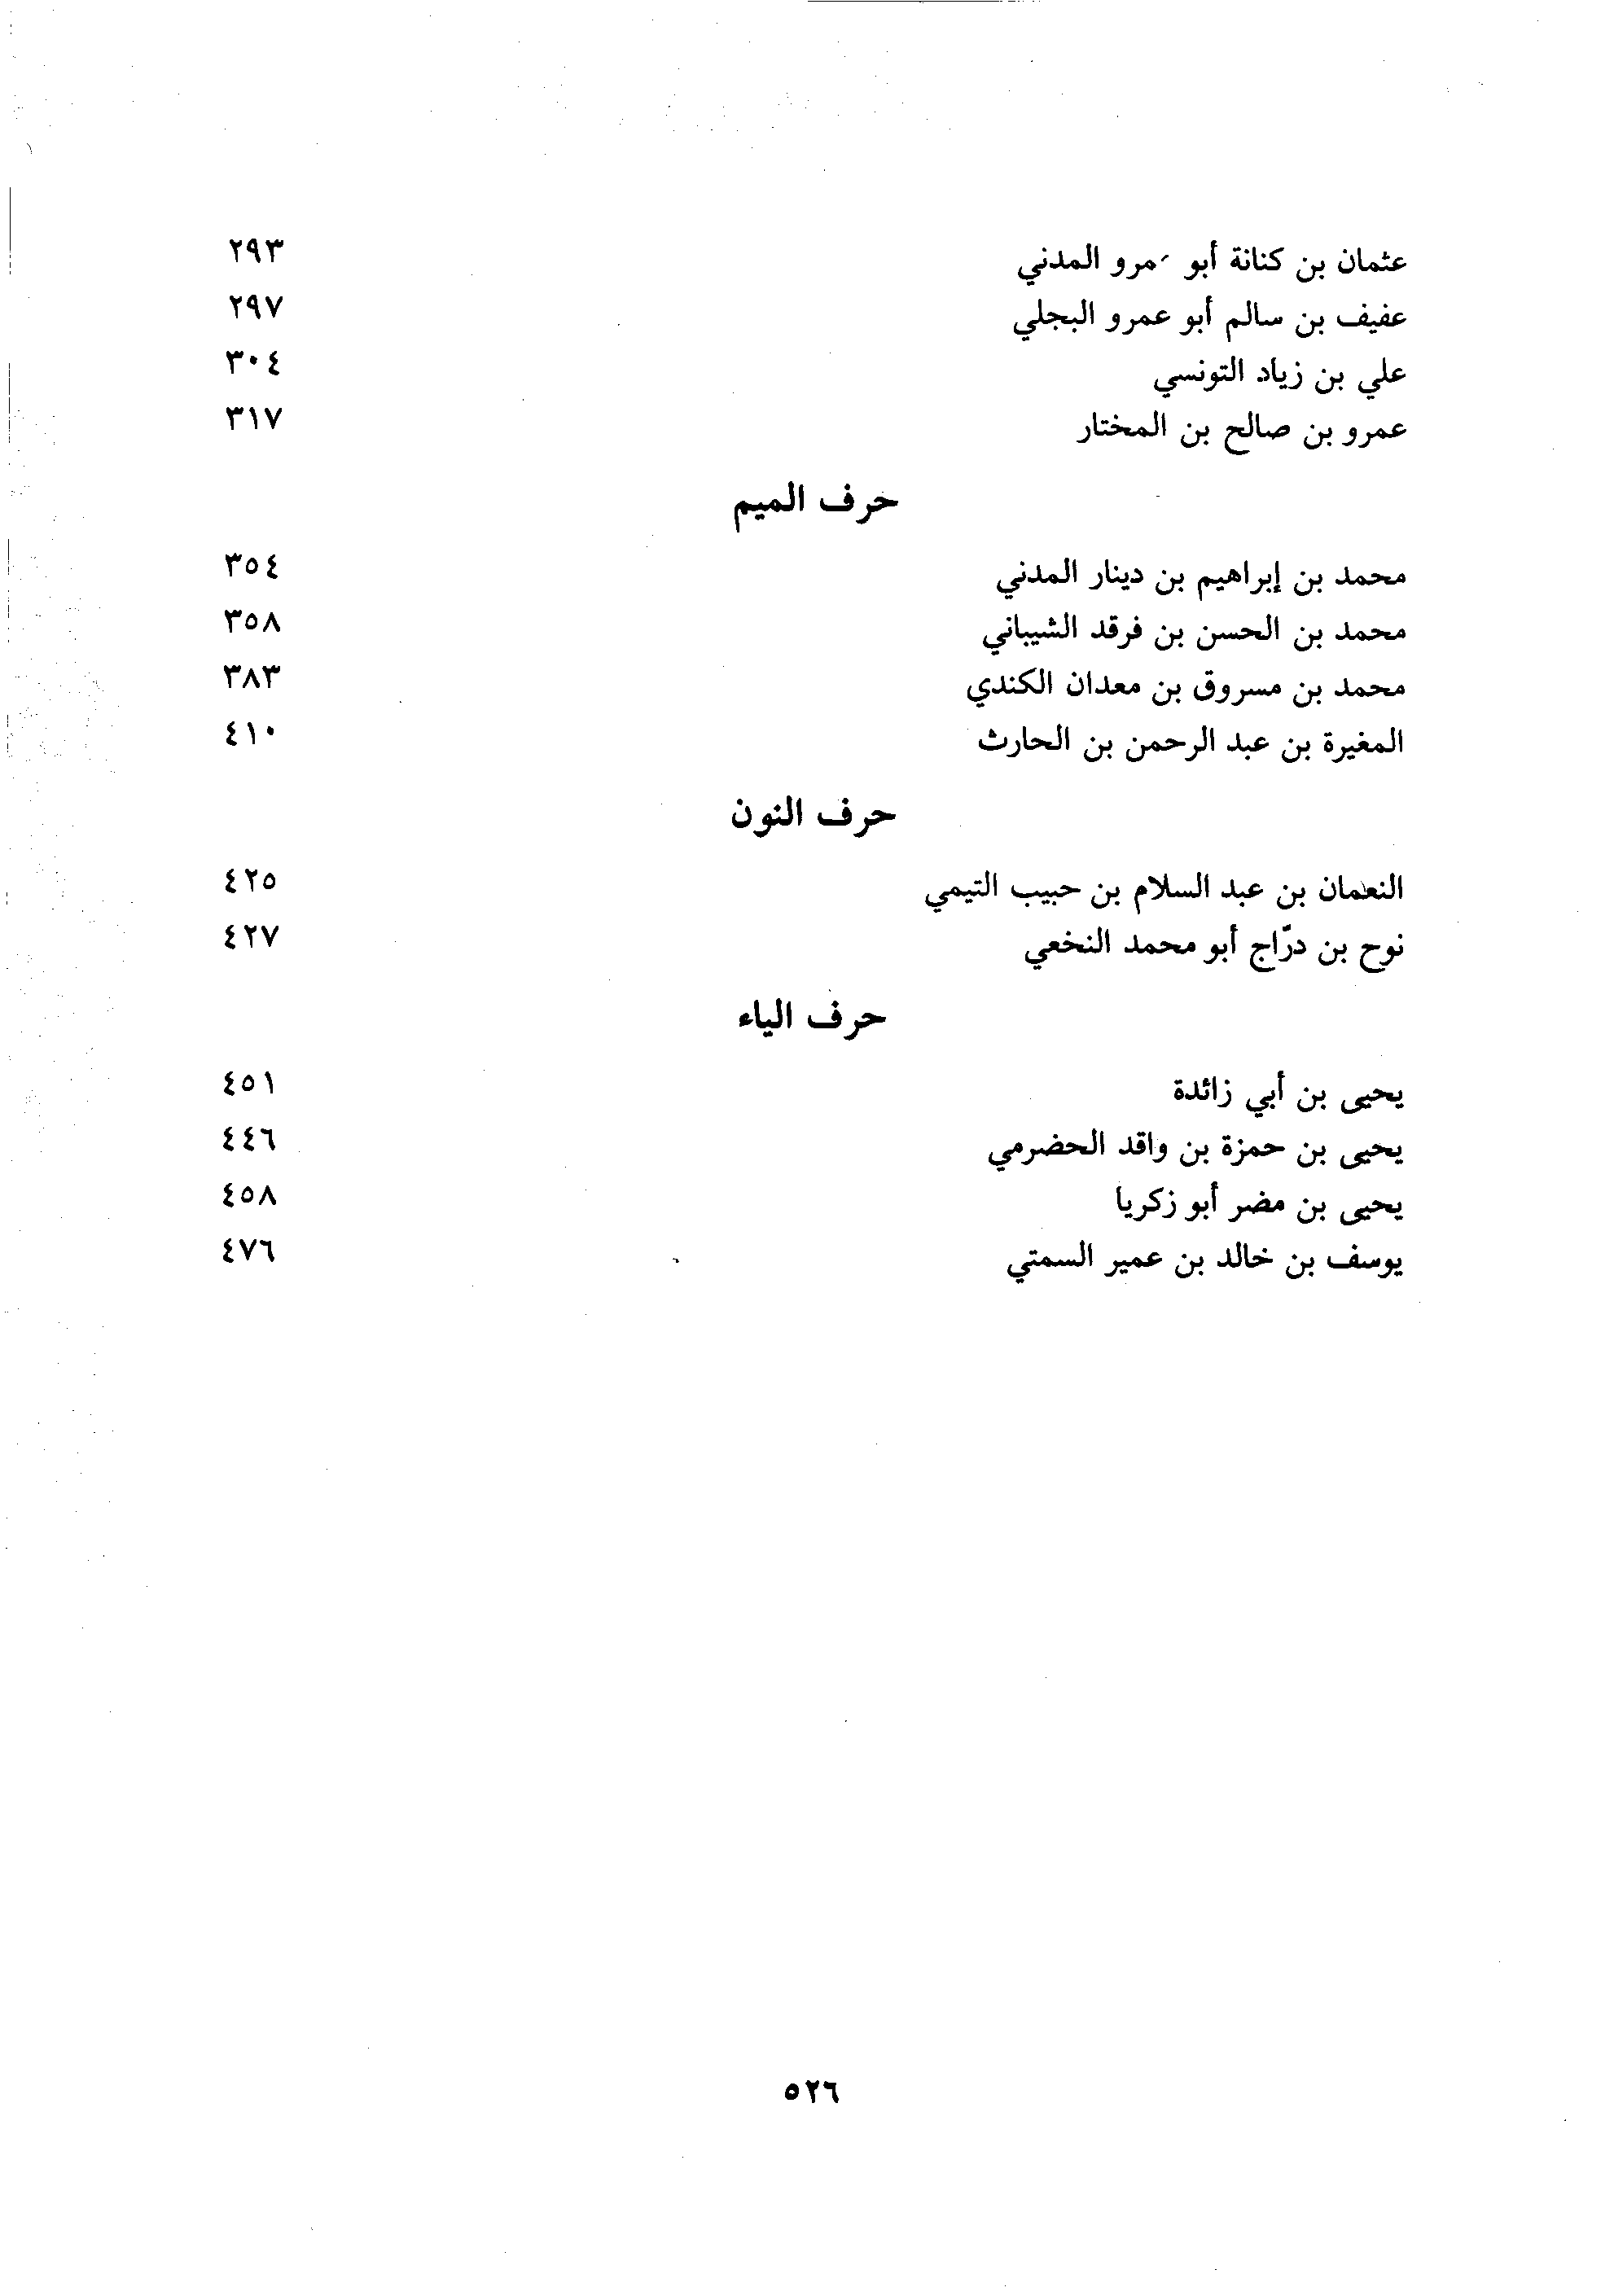 عثمان بن كنانة أبو مرو المدني ٢٩٣
عفيف بن سالم أبو عمرو البجلي ٢٩٧
علي بن زياد التونسي ٣٠٤
عمرو بن صالح بن المختار ٣١٧
حرف الميم
محمد بن إبراهيم بن دينار المدني ٣٥٤
محمد بن الحسن بن فرقد الشيباني ٣٥٨
محمد بن مسروق بن معدان الكندي ٣٨٣
المغيرة بن عبد الرحمن بن الحارث ٤١٠
حرف النون
النعمان بن عبد السلام بن حبيب التيمي ٤٢٥
نوح بن درّاج أبو محمد النخعي ٤٢٧
حرف الياء
يحيى بن أبي زائدة ٤٥١
يحيى بن حمزة بن واقد الحضرمي ٤٤٦
يحيى بن مضر أبو زكريا ٤٥٨
يوسف بن خالد بن عمير السمتي ٤٧٦
٥٢٦